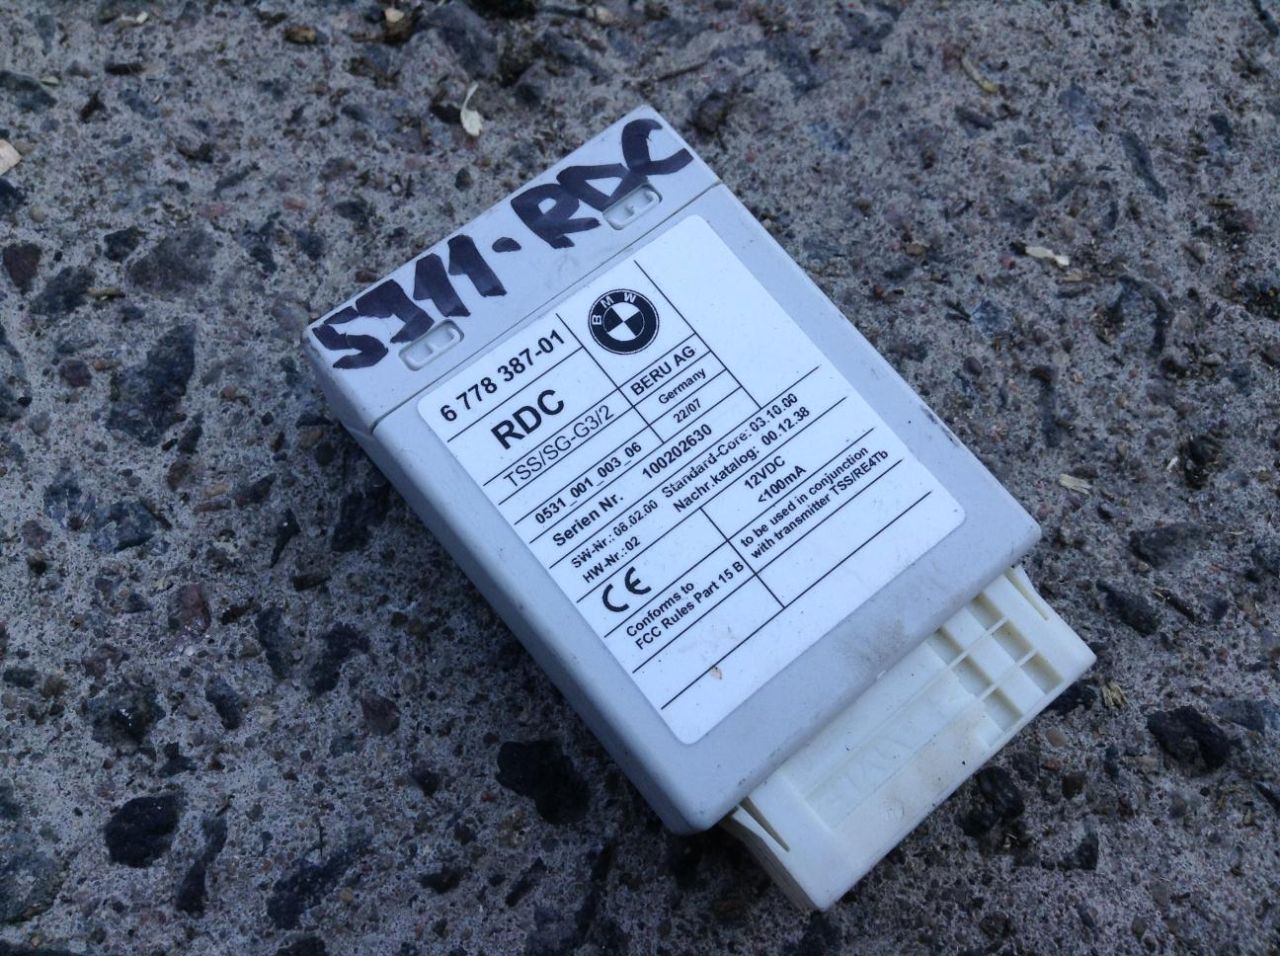 5911·RDC
6 778 387-01
BMW
RDC
BERU AG
TSS/SG-G3/2
Germany
0531_001_003_06
22/07
Serien Nr. 100202630
SW-Nr.: 08.02.00 Standard-Core: 03.10.00
HW-Nr.:02 Nachr.katalog: 00.12.38
12VDC
<100mA
CE
Conforms to
FCC Rules Part 15 B
to be used in conjunction
with transmitter TSS/RE4Tb